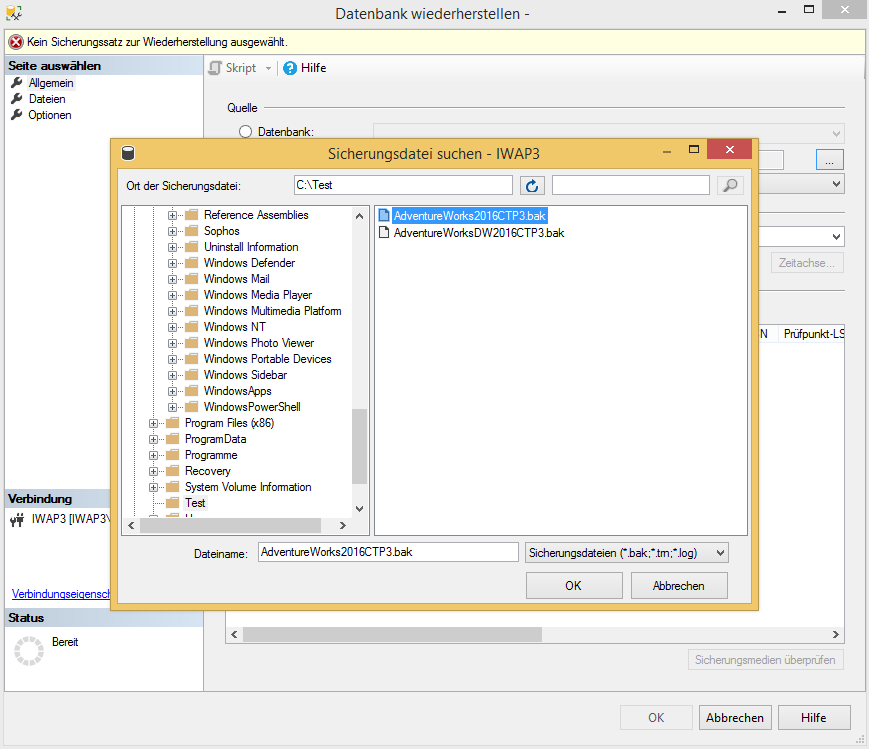 Datenbank wiederherstellen -
Kein Sicherungssatz zur Wiederherstellung ausgewählt.
Seite auswählen
Allgemein
Dateien
Optionen
Skript
Hilfe
Quelle
Datenbank:
...
Zeitachse...
N Prüfpunkt-LS
Sicherungsdatei suchen - IWAP3
Ort der Sicherungsdatei:
C:\Test
Reference Assemblies
Sophos
Uninstall Information
Windows Defender
Windows Mail
Windows Media Player
Windows Multimedia Platform
Windows NT
Windows Photo Viewer
Windows Portable Devices
Windows Sidebar
WindowsApps
WindowsPowerShell
Program Files (x86)
ProgramData
Programme
Recovery
System Volume Information
Test
AdventureWorks2016CTP3.bak
AdventureWorksDW2016CTP3.bak
Dateiname:
AdventureWorks2016CTP3.bak
Sicherungsdateien (*.bak;*.trn;*.log)
OK
Abbrechen
Verbindung
IWAP3 [IWAP3\
Verbindungseigensch
Status
Bereit
Sicherungsmedien überprüfen
OK
Abbrechen
Hilfe